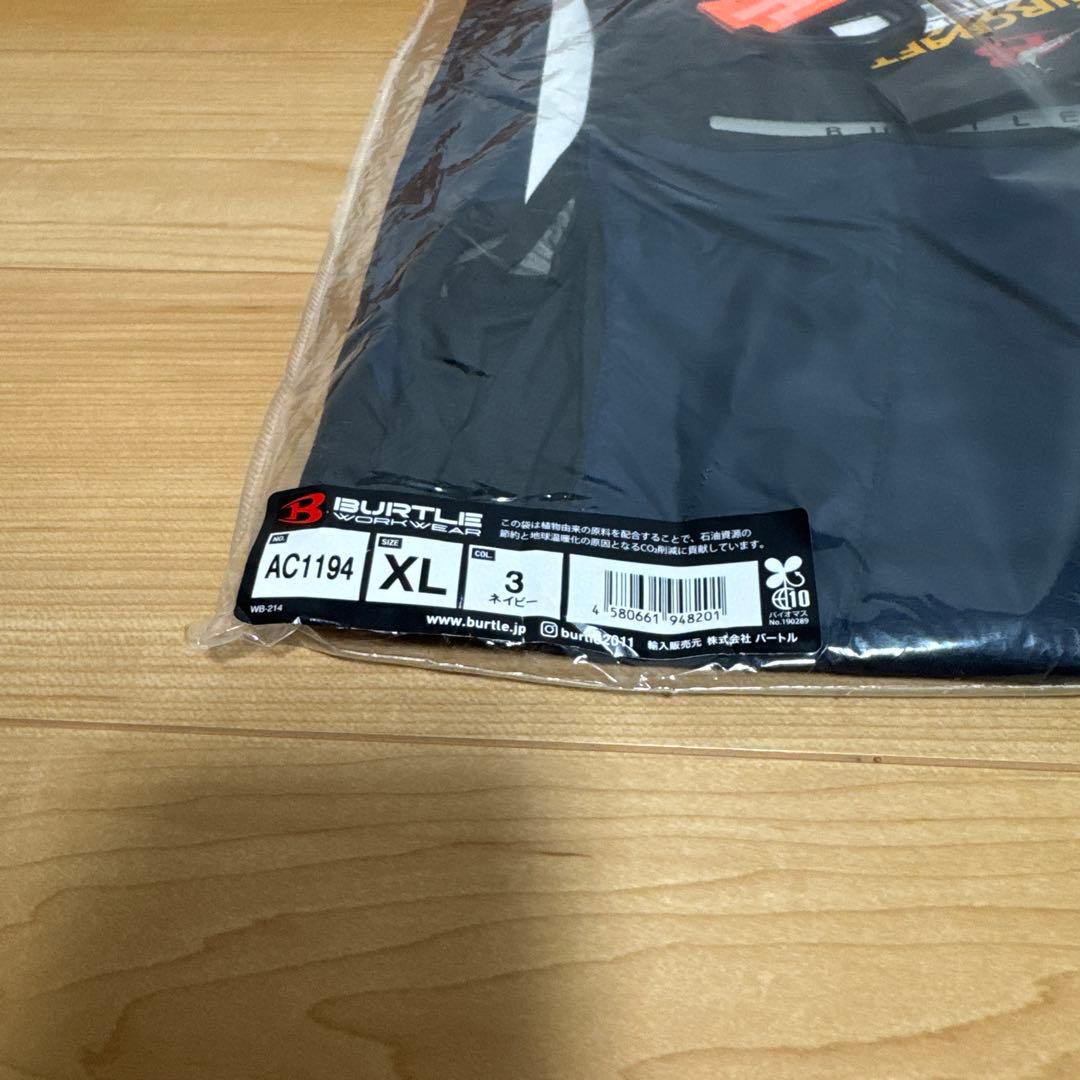 BURTLE
BURTLE
WORKWEAR
この袋は植物由来の原料を配合することで、石油資源の
節約と地球温暖化の原因となるCO₂削減に貢献しています。
NO.
AC1194
SIZE
XL
COL.
3
ネイビー
4 580661 948201
10
バイオマス
No.190289
WB-214
www.burtle.jp
burtle2011
輸入販売元 株式会社 バートル